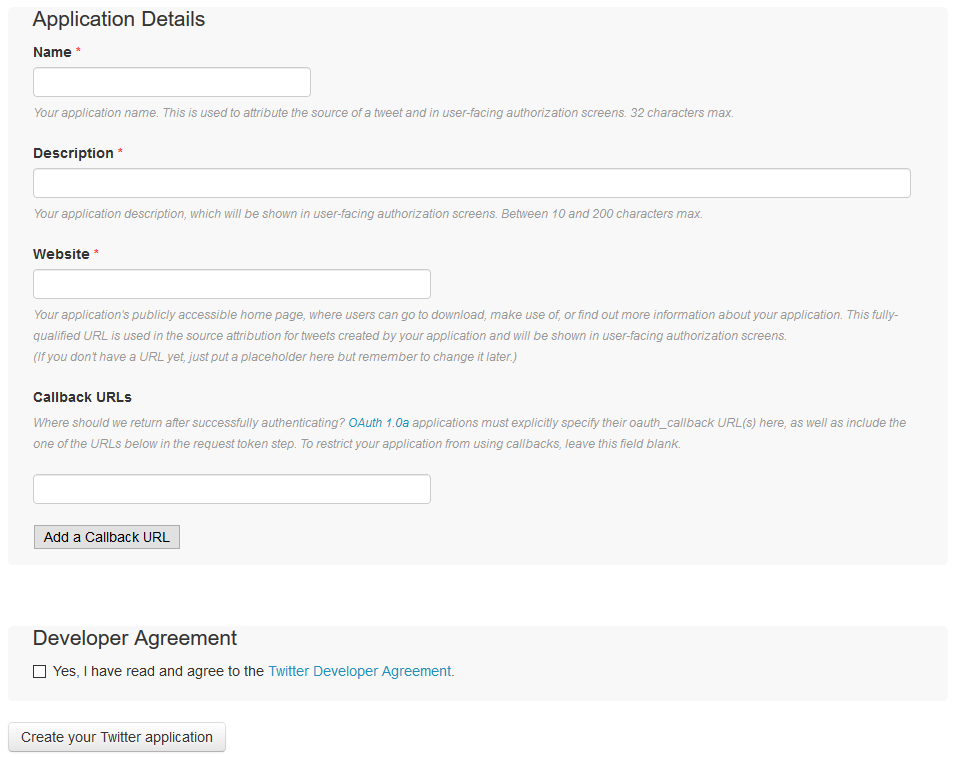 Application Details
Name *
Your application name. This is used to attribute the source of a tweet and in user-facing authorization screens. 32 characters max.
Description *
Your application description, which will be shown in user-facing authorization screens. Between 10 and 200 characters max.
Website *
Your application's publicly accessible home page, where users can go to download, make use of, or find out more information about your application. This fully-
qualified URL is used in the source attribution for tweets created by your application and will be shown in user-facing authorization screens.
(If you don't have a URL yet, just put a placeholder here but remember to change it later.)
Callback URLs
Where should we return after successfully authenticating? OAuth 1.0a applications must explicitly specify their oauth_callback URL(s) here, as well as include the
one of the URLs below in the request token step. To restrict your application from using callbacks, leave this field blank.
Add a Callback URL
Developer Agreement
Yes, I have read and agree to the Twitter Developer Agreement.
Create your Twitter application